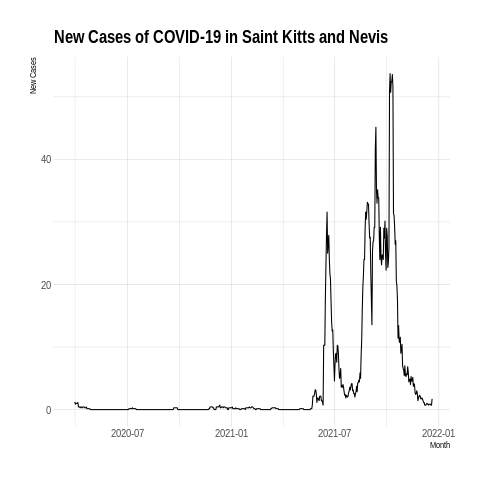 New Cases of COVID-19 in Saint Kitts and Nevis
New Cases
40
20
0
2020-07
2021-01
2021-07
2022-01
Month